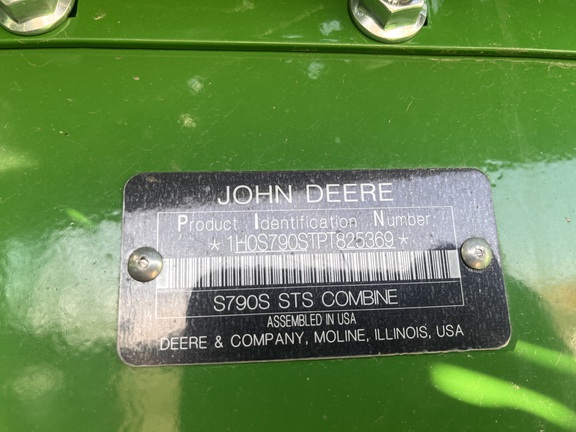 JOHN DEERE
Product Identification Number
*1H0S790STPT825369*
S790S STS COMBINE
ASSEMBLED IN USA
DEERE & COMPANY, MOLINE, ILLINOIS, USA